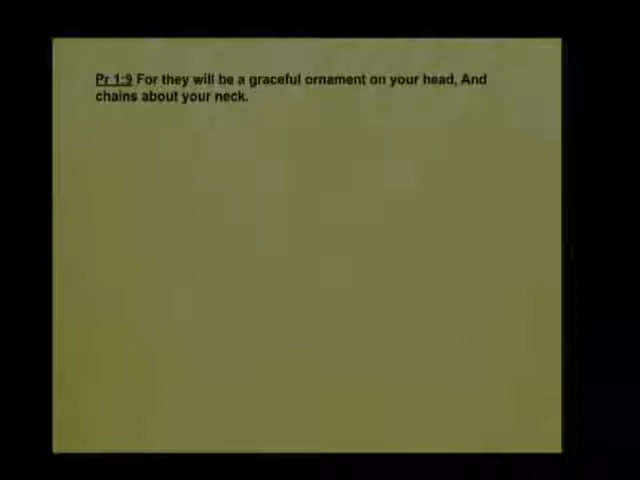 Pr 1:9 For they will be a graceful ornament on your head, And
chains about your neck.